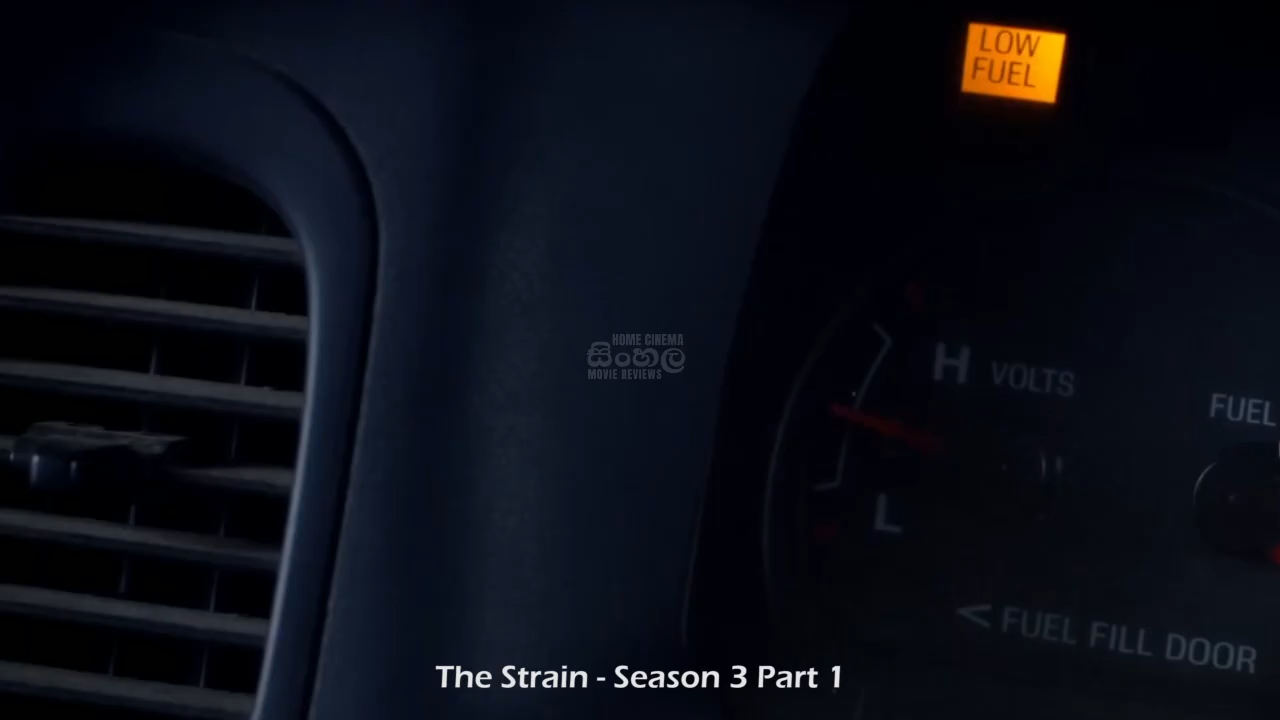 LOW
FUEL
HOME CINEMA
සිංහල
MOVIE REVIEWS
H VOLTS
FUEL
L
< FUEL FILL DOOR
The Strain - Season 3 Part 1